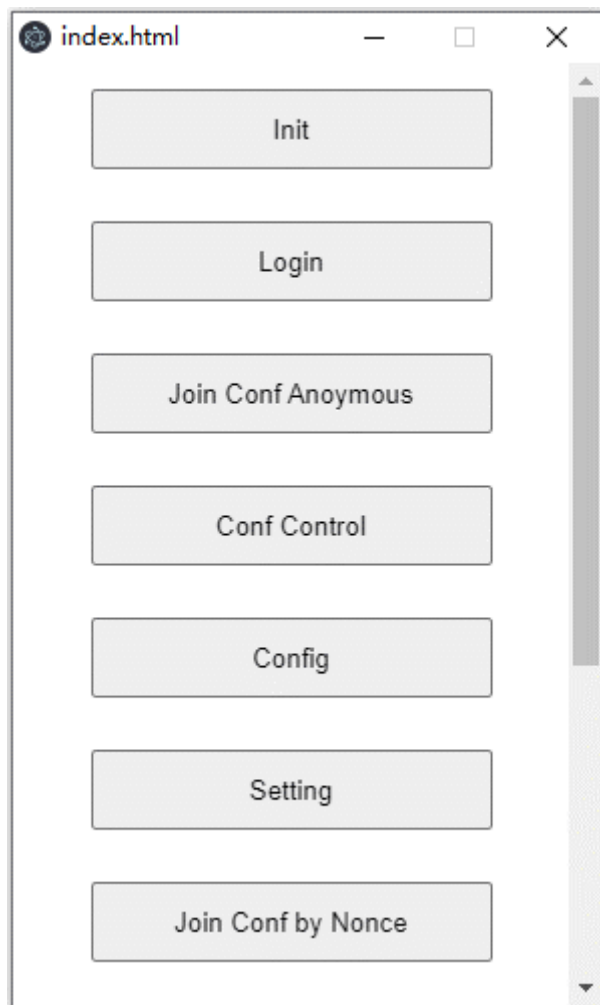 index.html
Init
Login
Join Conf Anoymous
Conf Control
Config
Setting
Join Conf by Nonce